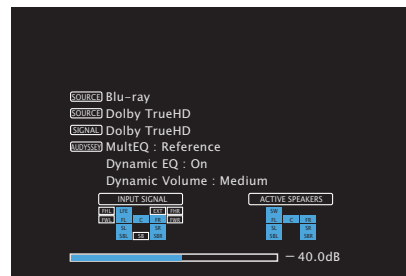 SOURCE Blu-ray
SOURCE Dolby TrueHD
SIGNAL Dolby TrueHD
AUDYSSEY MultEQ : Reference
Dynamic EQ : On
Dynamic Volume : Medium
INPUT SIGNAL ACTIVE SPEAKERS
FHL LFE EXT FHR SW
FWL FL C FR FWR FL C FR
SL SR SL SR
SBL SB SBR SBL SBR
-40.0dB